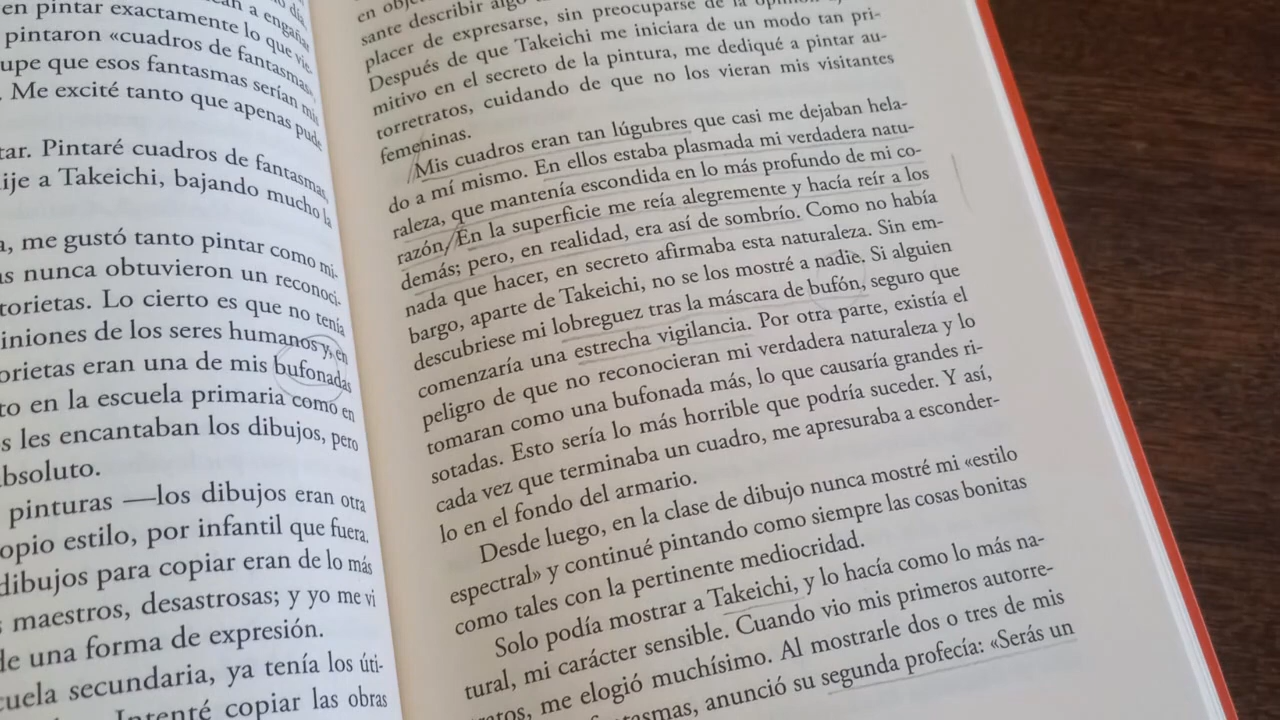 en pintar exactamente lo que vie-
pintaron «cuadros de fantasmas»,
upe que esos fantasmas serían mis
. Me excité tanto que apenas pude
tar. Pintaré cuadros de fantasmas,
ije a Takeichi, bajando mucho la
a, me gustó tanto pintar como mi-
as nunca obtuvieron un reconoci-
torietas. Lo cierto es que no tenía
iniones de los seres humanos y, en
orietas eran una de mis bufonadas
to en la escuela primaria como en
s les encantaban los dibujos, pero
absoluto.
pinturas —los dibujos eran otra
opio estilo, por infantil que fuera.
dibujos para copiar eran de lo más
s maestros, desastrosas; y yo me vi
de una forma de expresión.
cuela secundaria, ya tenía los úti-
Intenté copiar las obras
sante describir algo
placer de expresarse, sin preocuparse de la opinión
Después de que Takeichi me iniciara de un modo tan pri-
mitivo en el secreto de la pintura, me dediqué a pintar au-
torretratos, cuidando de que no los vieran mis visitantes
femeninas.
Mis cuadros eran tan lúgubres que casi me dejaban hela-
do a mí mismo. En ellos estaba plasmada mi verdadera natu-
raleza, que mantenía escondida en lo más profundo de mi co-
razón. En la superficie me reía alegremente y hacía reír a los
demás; pero, en realidad, era así de sombrío. Como no había
nada que hacer, en secreto afirmaba esta naturaleza. Sin em-
bargo, aparte de Takeichi, no se los mostré a nadie. Si alguien
descubriese mi lobreguez tras la máscara de bufón, seguro que
comenzaría una estrecha vigilancia. Por otra parte, existía el
peligro de que no reconocieran mi verdadera naturaleza y lo
tomaran como una bufonada más, lo que causaría grandes ri-
sotadas. Esto sería lo más horrible que podría suceder. Y así,
cada vez que terminaba un cuadro, me apresuraba a esconder-
lo en el fondo del armario.
Desde luego, en la clase de dibujo nunca mostré mi «estilo
espectral» y continué pintando como siempre las cosas bonitas
como tales con la pertinente mediocridad.
Solo podía mostrar a Takeichi, y lo hacía como lo más na-
tural, mi carácter sensible. Cuando vio mis primeros autorre-
tratos, me elogió muchísimo. Al mostrarle dos o tres de mis
anunció su segunda profecía: «Serás un